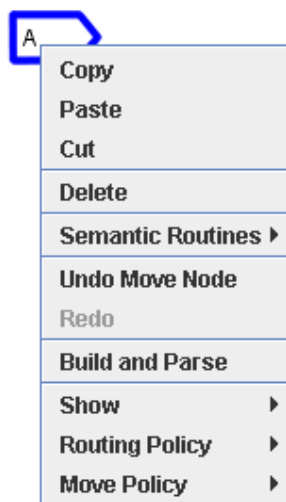 A
Copy
Paste
Cut
Delete
Semantic Routines
Undo Move Node
Redo
Build and Parse
Show
Routing Policy
Move Policy